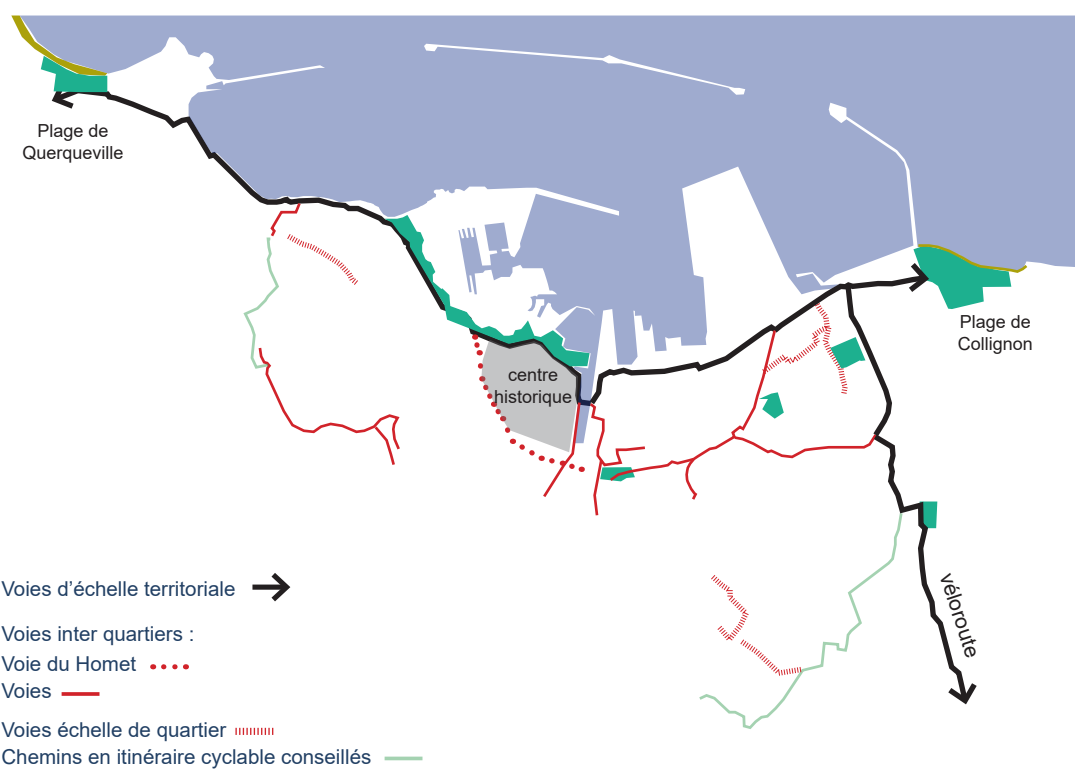 Plage de
Querqueville
Plage de
Collignon
centre
historique
véloroute
Voies d'échelle territoriale
Voies inter quartiers :
Voie du Homet
Voies
Voies échelle de quartier
Chemins en itinéraire cyclable conseillés